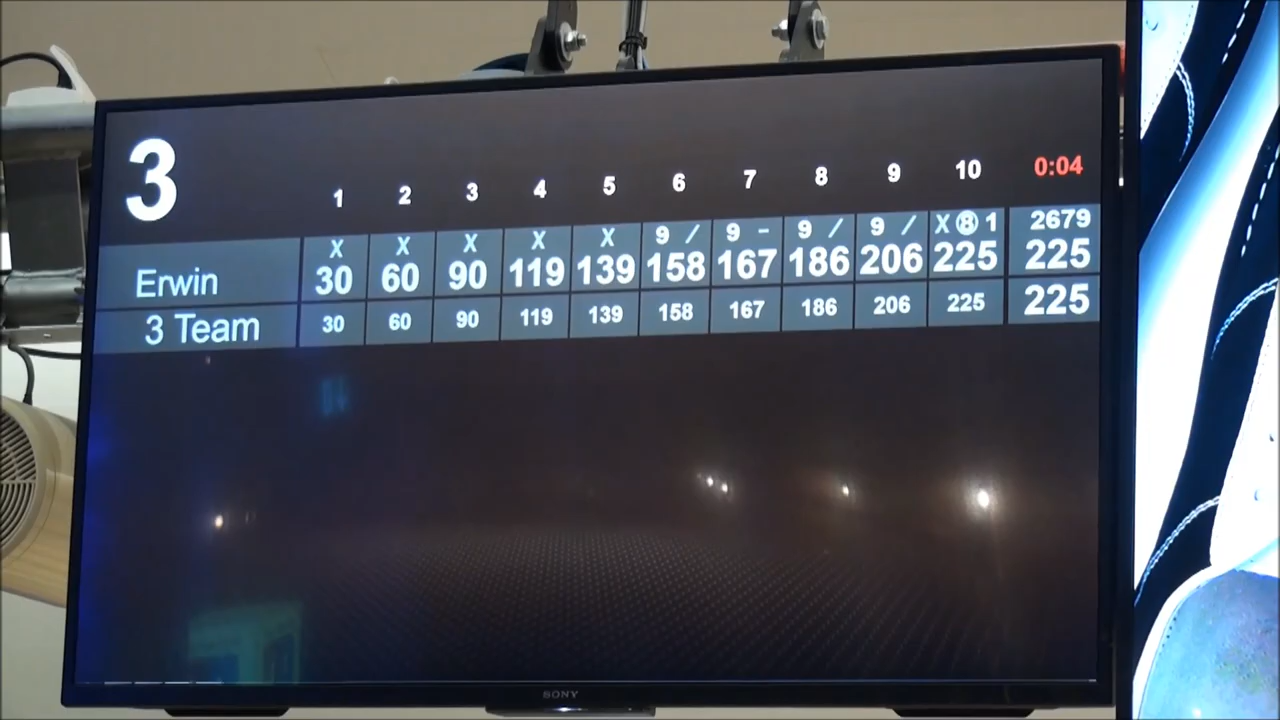 3
1 2 3 4 5 6 7 8 9 10 0:04
X X X X X 9 / 9 - 9 / 9 / X 8 1 2679
Erwin 30 60 90 119 139 158 167 186 206 225 225
3 Team 30 60 90 119 139 158 167 186 206 225 225
SONY